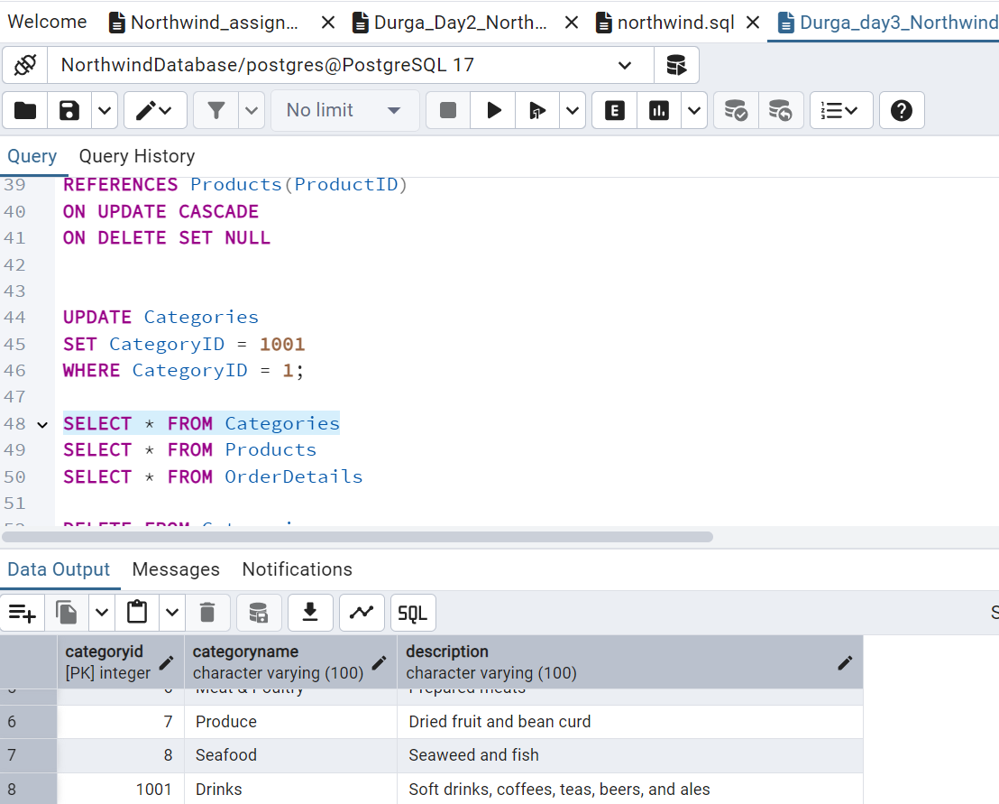 Welcome Northwind_assign... Durga_Day2_North... northwind.sql Durga_day3_Northwind
NorthwindDatabase/postgres@PostgreSQL 17
No limit E
Query Query History
39 REFERENCES Products(ProductID)
40 ON UPDATE CASCADE
41 ON DELETE SET NULL
42
43
44 UPDATE Categories
45 SET CategoryID = 1001
46 WHERE CategoryID = 1;
47
48 SELECT * FROM Categories
49 SELECT * FROM Products
50 SELECT * FROM OrderDetails
51
DELETE FROM
Data Output Messages Notifications
SQL S
categoryid categoryname description
[PK] integer character varying (100) character varying (100)
Meat & Poultry Prepared meats
6 7 Produce Dried fruit and bean curd
7 8 Seafood Seaweed and fish
8 1001 Drinks Soft drinks, coffees, teas, beers, and ales